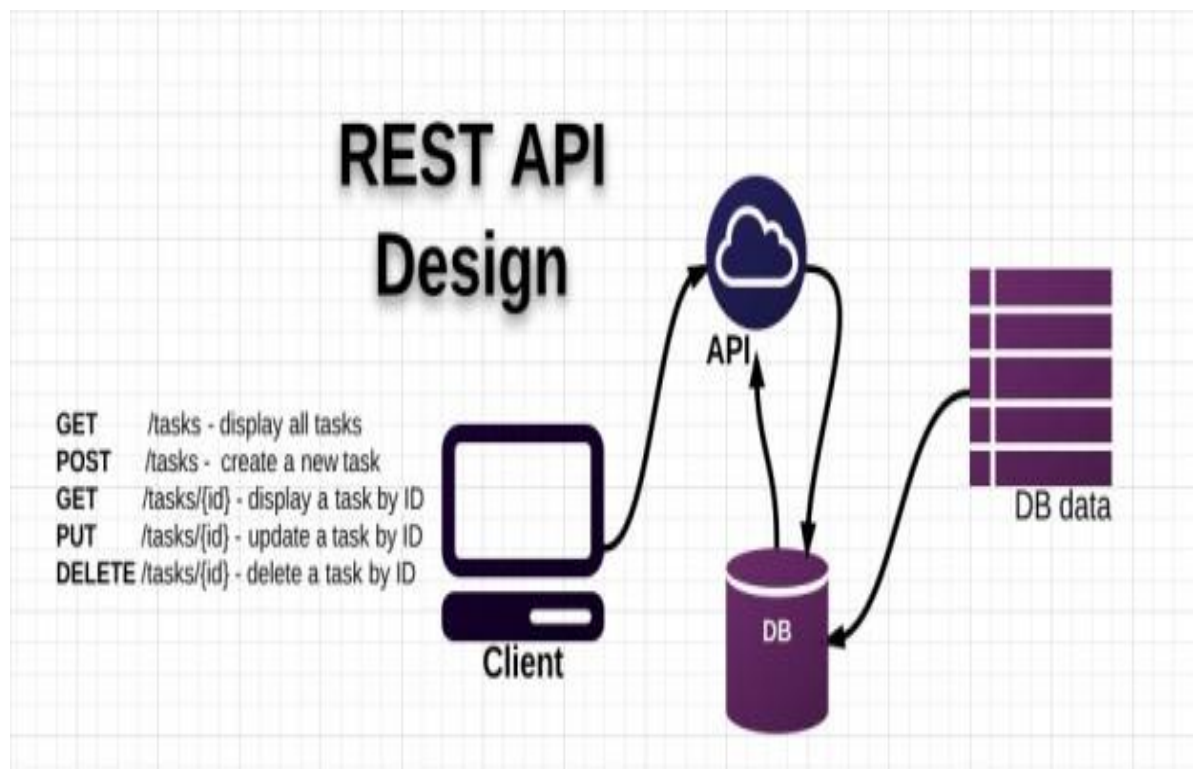 REST API
Design
API
GET /tasks - display all tasks
POST /tasks - create a new task
GET /tasks/{id} - display a task by ID
PUT /tasks/{id} - update a task by ID
DELETE /tasks/{id} - delete a task by ID
Client
DB
DB data